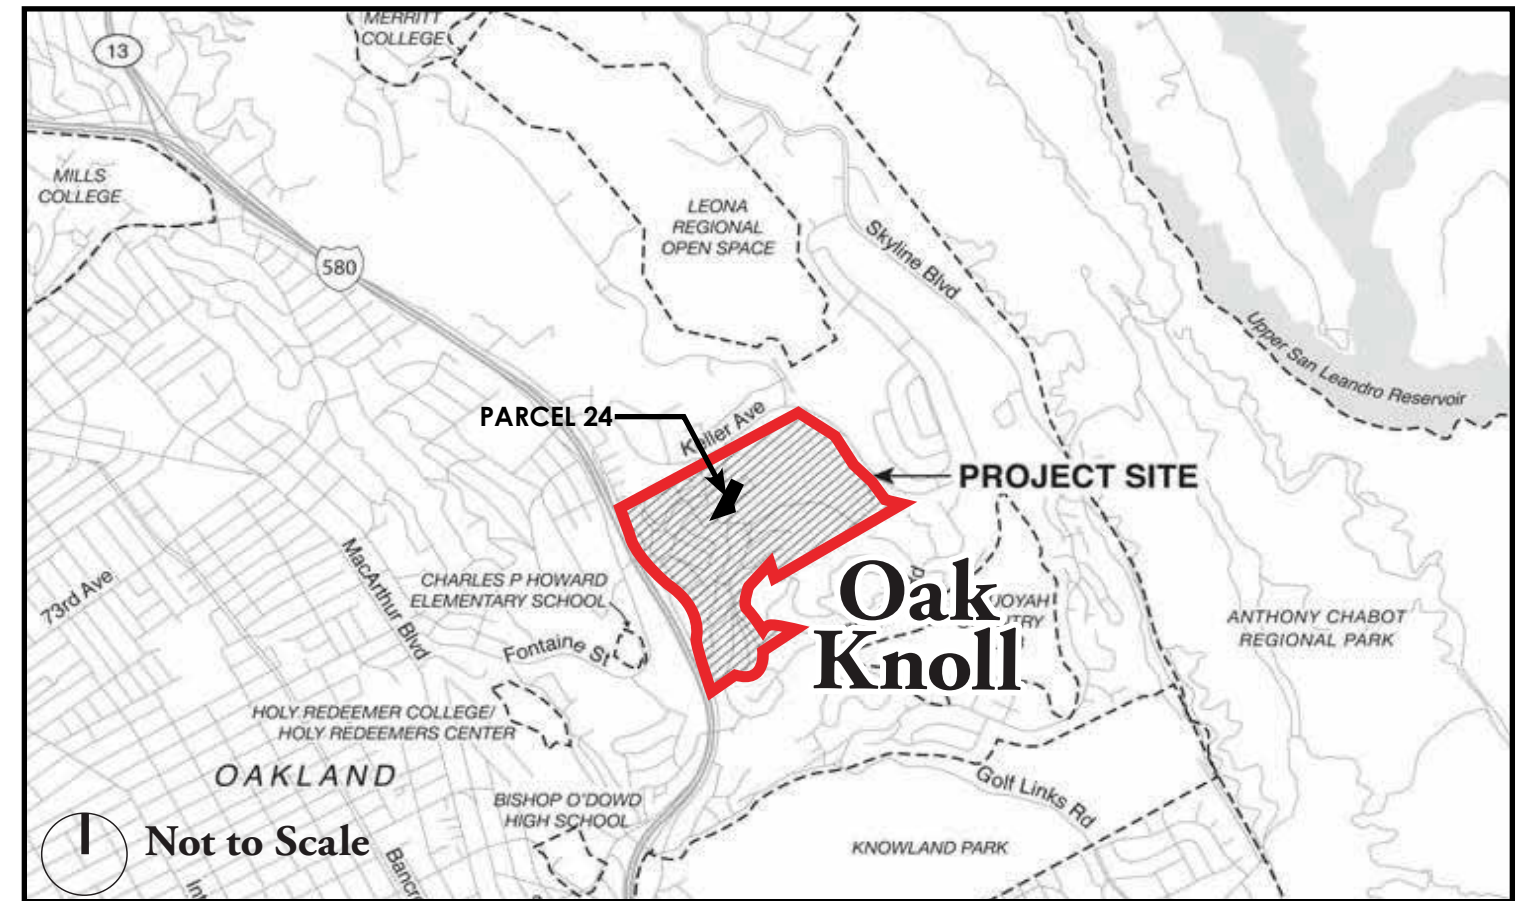 MERRITT
COLLEGE
13
MILLS
COLLEGE
LEONA
REGIONAL
OPEN SPACE
Skyline Blvd
580
Upper San Leandro Reservoir
PARCEL 24
Keller Ave
PROJECT SITE
73rd Ave
MacArthur Blvd
CHARLES P HOWARD
ELEMENTARY SCHOOL
Fontaine St
Oak
Knoll
JOYAH
ANTHONY CHABOT
REGIONAL PARK
HOLY REDEEMER COLLEGE/
HOLY REDEEMERS CENTER
OAKLAND
Golf Links Rd
BISHOP O'DOWD
HIGH SCHOOL
KNOWLAND PARK
Not to Scale
Bancr
Int